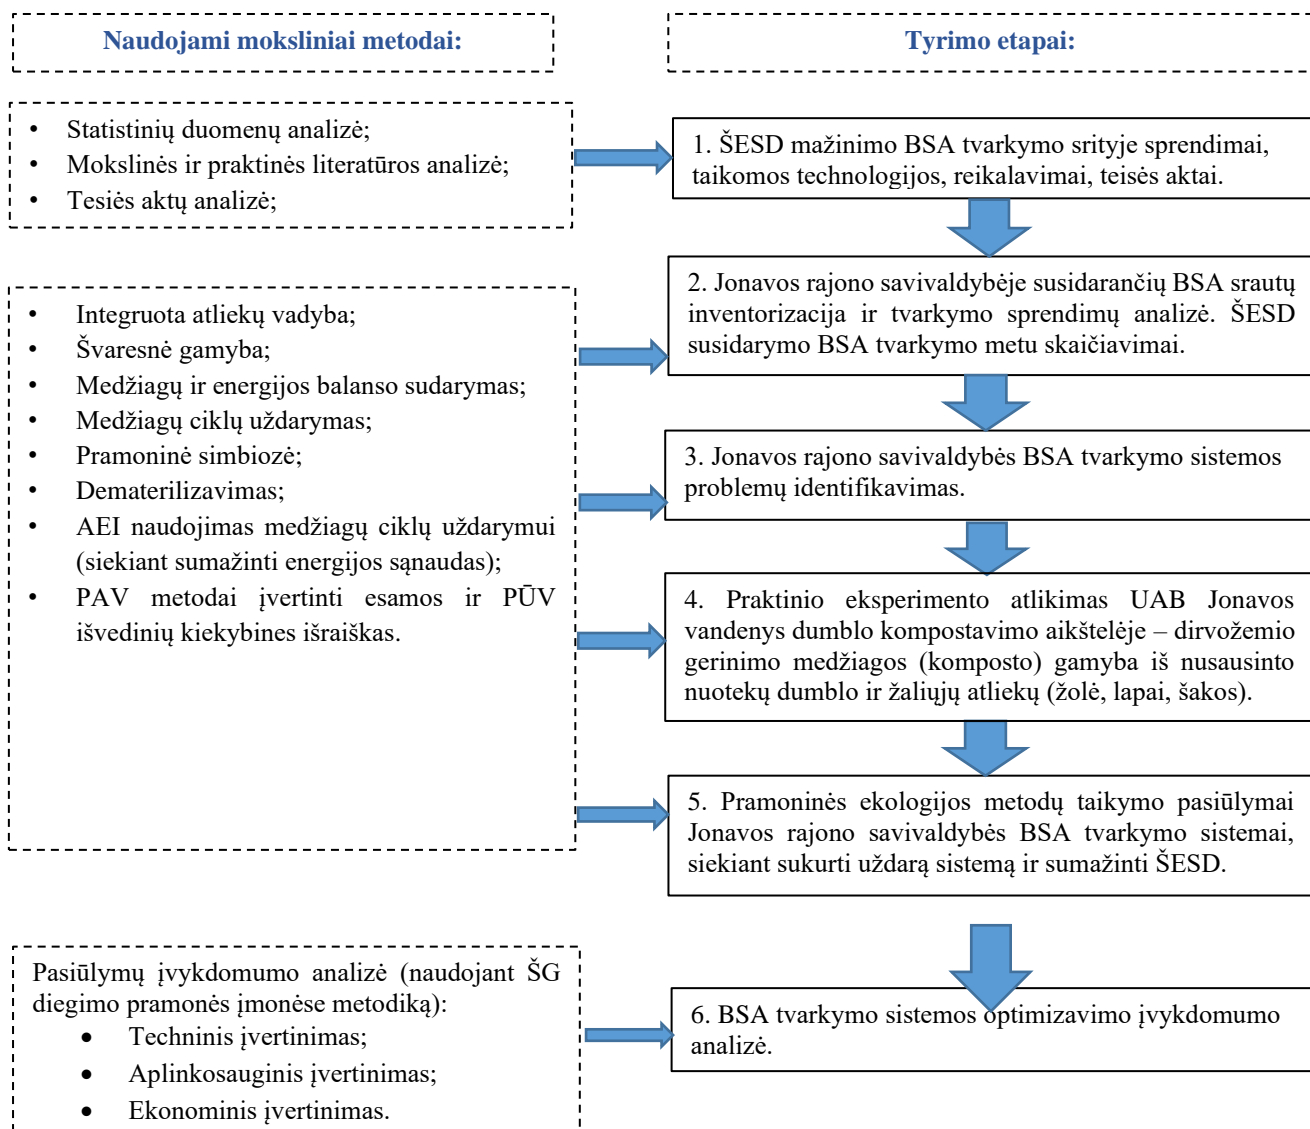 Naudojami moksliniai metodai:
Tyrimo etapai:
• Statistinių duomenų analizė;
• Mokslinės ir praktinės literatūros analizė;
• Tesiės aktų analizė;
1. ŠESD mažinimo BSA tvarkymo srityje sprendimai,
taikomos technologijos, reikalavimai, teisės aktai.
• Integruota atliekų vadyba;
• Švaresnė gamyba;
• Medžiagų ir energijos balanso sudarymas;
• Medžiagų ciklų uždarymas;
• Pramoninė simbiozė;
• Dematerilizavimas;
• AEI naudojimas medžiagų ciklų uždarymui
(siekiant sumažinti energijos sąnaudas);
• PAV metodai įvertinti esamos ir PŪV
išvedinių kiekybines išraiškas.
2. Jonavos rajono savivaldybėje susidarančių BSA srautų
inventorizacija ir tvarkymo sprendimų analizė. ŠESD
susidarymo BSA tvarkymo metu skaičiavimai.
3. Jonavos rajono savivaldybės BSA tvarkymo sistemos
problemų identifikavimas.
4. Praktinio eksperimento atlikimas UAB Jonavos
vandenys dumblo kompostavimo aikštelėje – dirvožemio
gerinimo medžiagos (komposto) gamyba iš nusausinto
nuotekų dumblo ir žaliųjų atliekų (žolė, lapai, šakos).
5. Pramoninės ekologijos metodų taikymo pasiūlymai
Jonavos rajono savivaldybės BSA tvarkymo sistemai,
siekiant sukurti uždarą sistemą ir sumažinti ŠESD.
Pasiūlymų įvykdomumo analizė (naudojant ŠG
diegimo pramonės įmonėse metodiką):
• Techninis įvertinimas;
• Aplinkosauginis įvertinimas;
• Ekonominis įvertinimas.
6. BSA tvarkymo sistemos optimizavimo įvykdomumo
analizė.